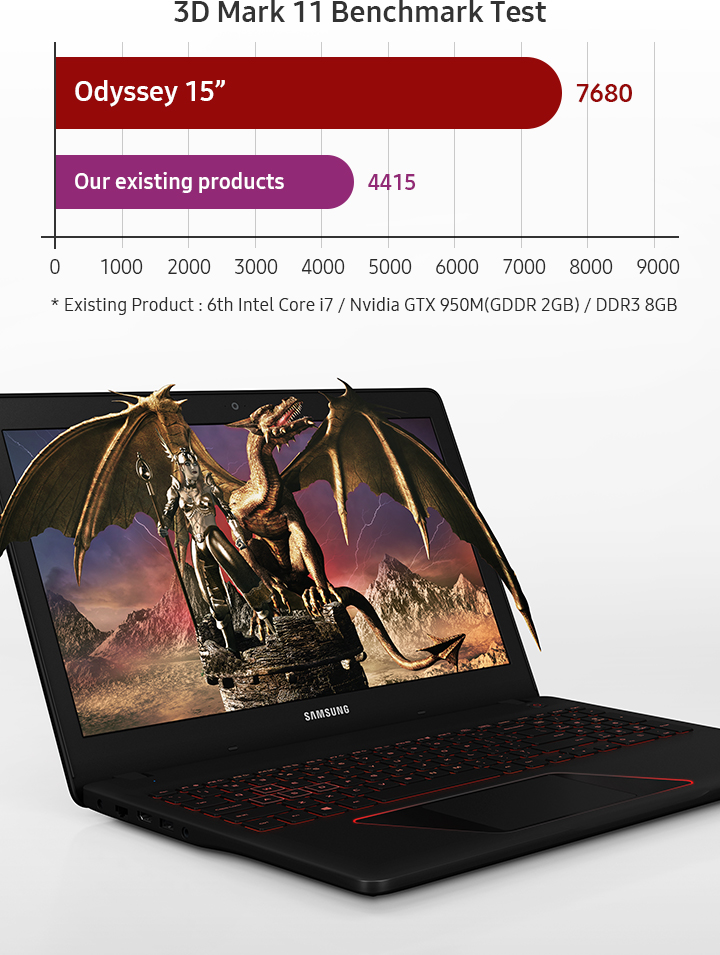 3D Mark 11 Benchmark Test
Odyssey 15”
7680
Our existing products
4415
0 1000 2000 3000 4000 5000 6000 7000 8000 9000
* Existing Product : 6th Intel Core i7 / Nvidia GTX 950M(GDDR 2GB) / DDR3 8GB
SAMSUNG